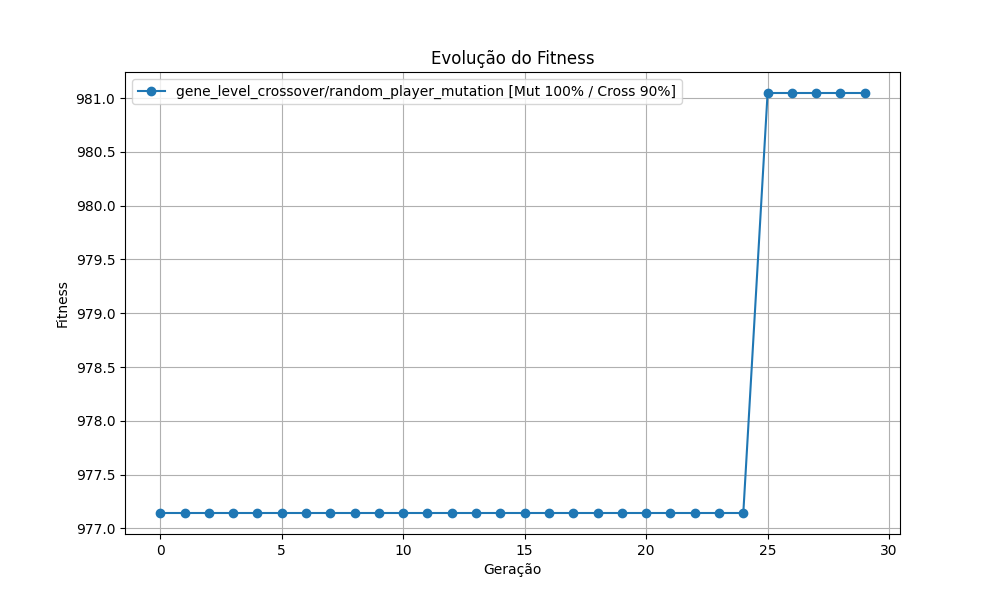 Evolução do Fitness
gene_level_crossover/random_player_mutation [Mut 100% / Cross 90%]
981.0
980.5
980.0
979.5
979.0
978.5
978.0
977.5
977.0
Fitness
0 5 10 15 20 25 30
Geração